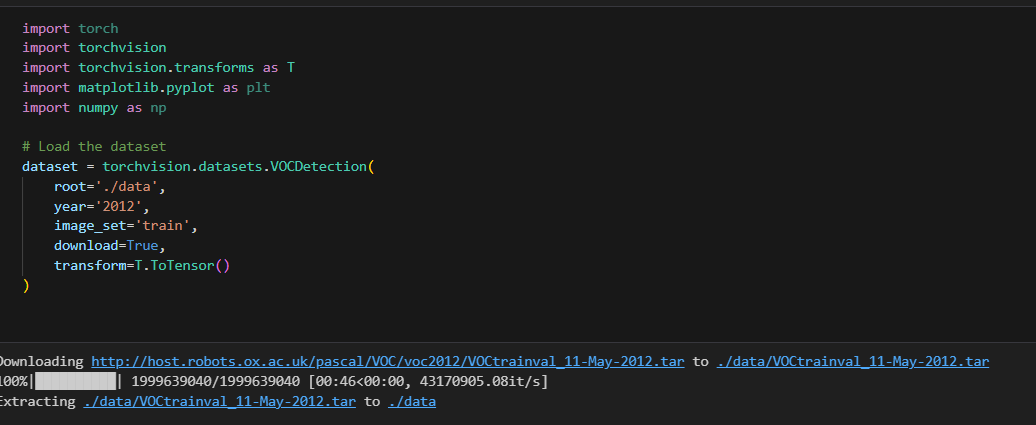 import torch
import torchvision
import torchvision.transforms as T
import matplotlib.pyplot as plt
import numpy as np
# Load the dataset
dataset = torchvision.datasets.VOCDetection(
    root='./data',
    year='2012',
    image_set='train',
    download=True,
    transform=T.ToTensor()
)
Downloading http://host.robots.ox.ac.uk/pascal/VOC/voc2012/VOCtrainval_11-May-2012.tar to ./data/VOCtrainval_11-May-2012.tar
100%|██████████| 1999639040/1999639040 [00:46<00:00, 43170905.08it/s]
Extracting ./data/VOCtrainval_11-May-2012.tar to ./data